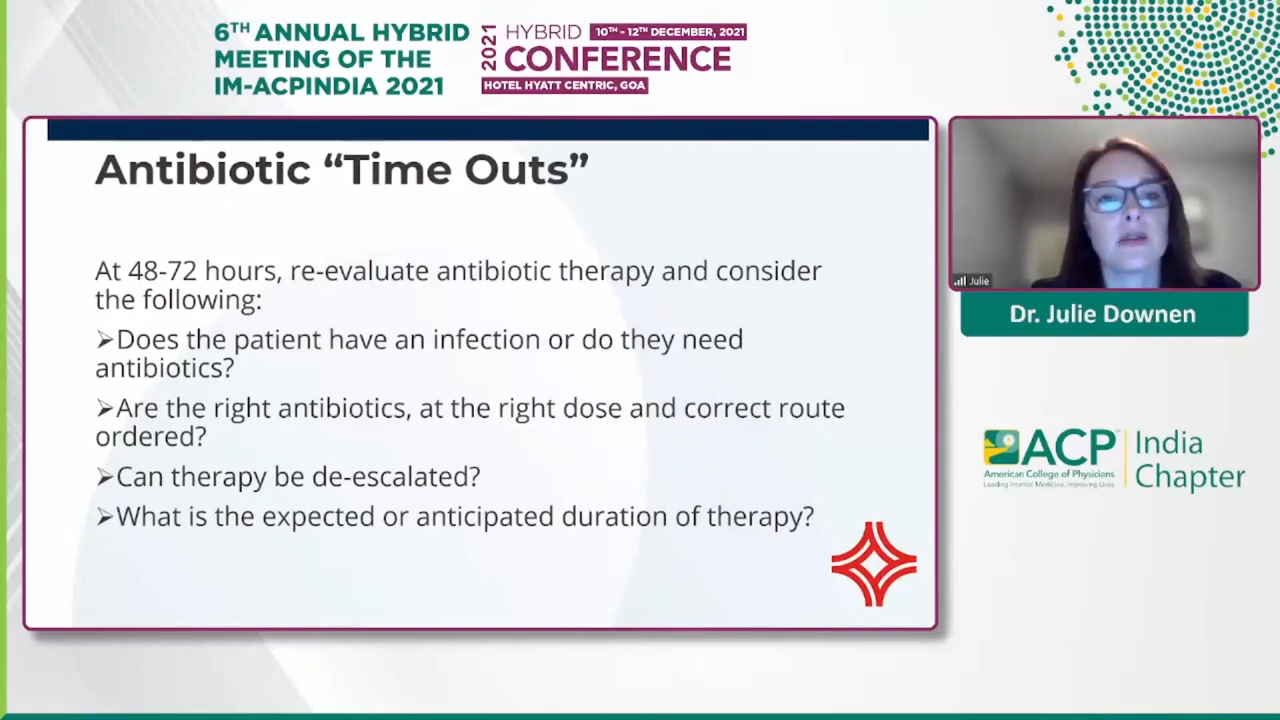 6TH ANNUAL HYBRID
MEETING OF THE
IM-ACPINDIA 2021
2021
HYBRID 10TH - 12TH DECEMBER, 2021
CONFERENCE
HOTEL HYATT CENTRIC, GOA
Antibiotic “Time Outs”
At 48-72 hours, re-evaluate antibiotic therapy and consider
the following:
➢Does the patient have an infection or do they need
antibiotics?
➢Are the right antibiotics, at the right dose and correct route
ordered?
➢Can therapy be de-escalated?
➢What is the expected or anticipated duration of therapy?
Julie
Dr. Julie Downen
ACP
American College of Physicians
Leading Internal Medicine, Improving Lives
India
Chapter